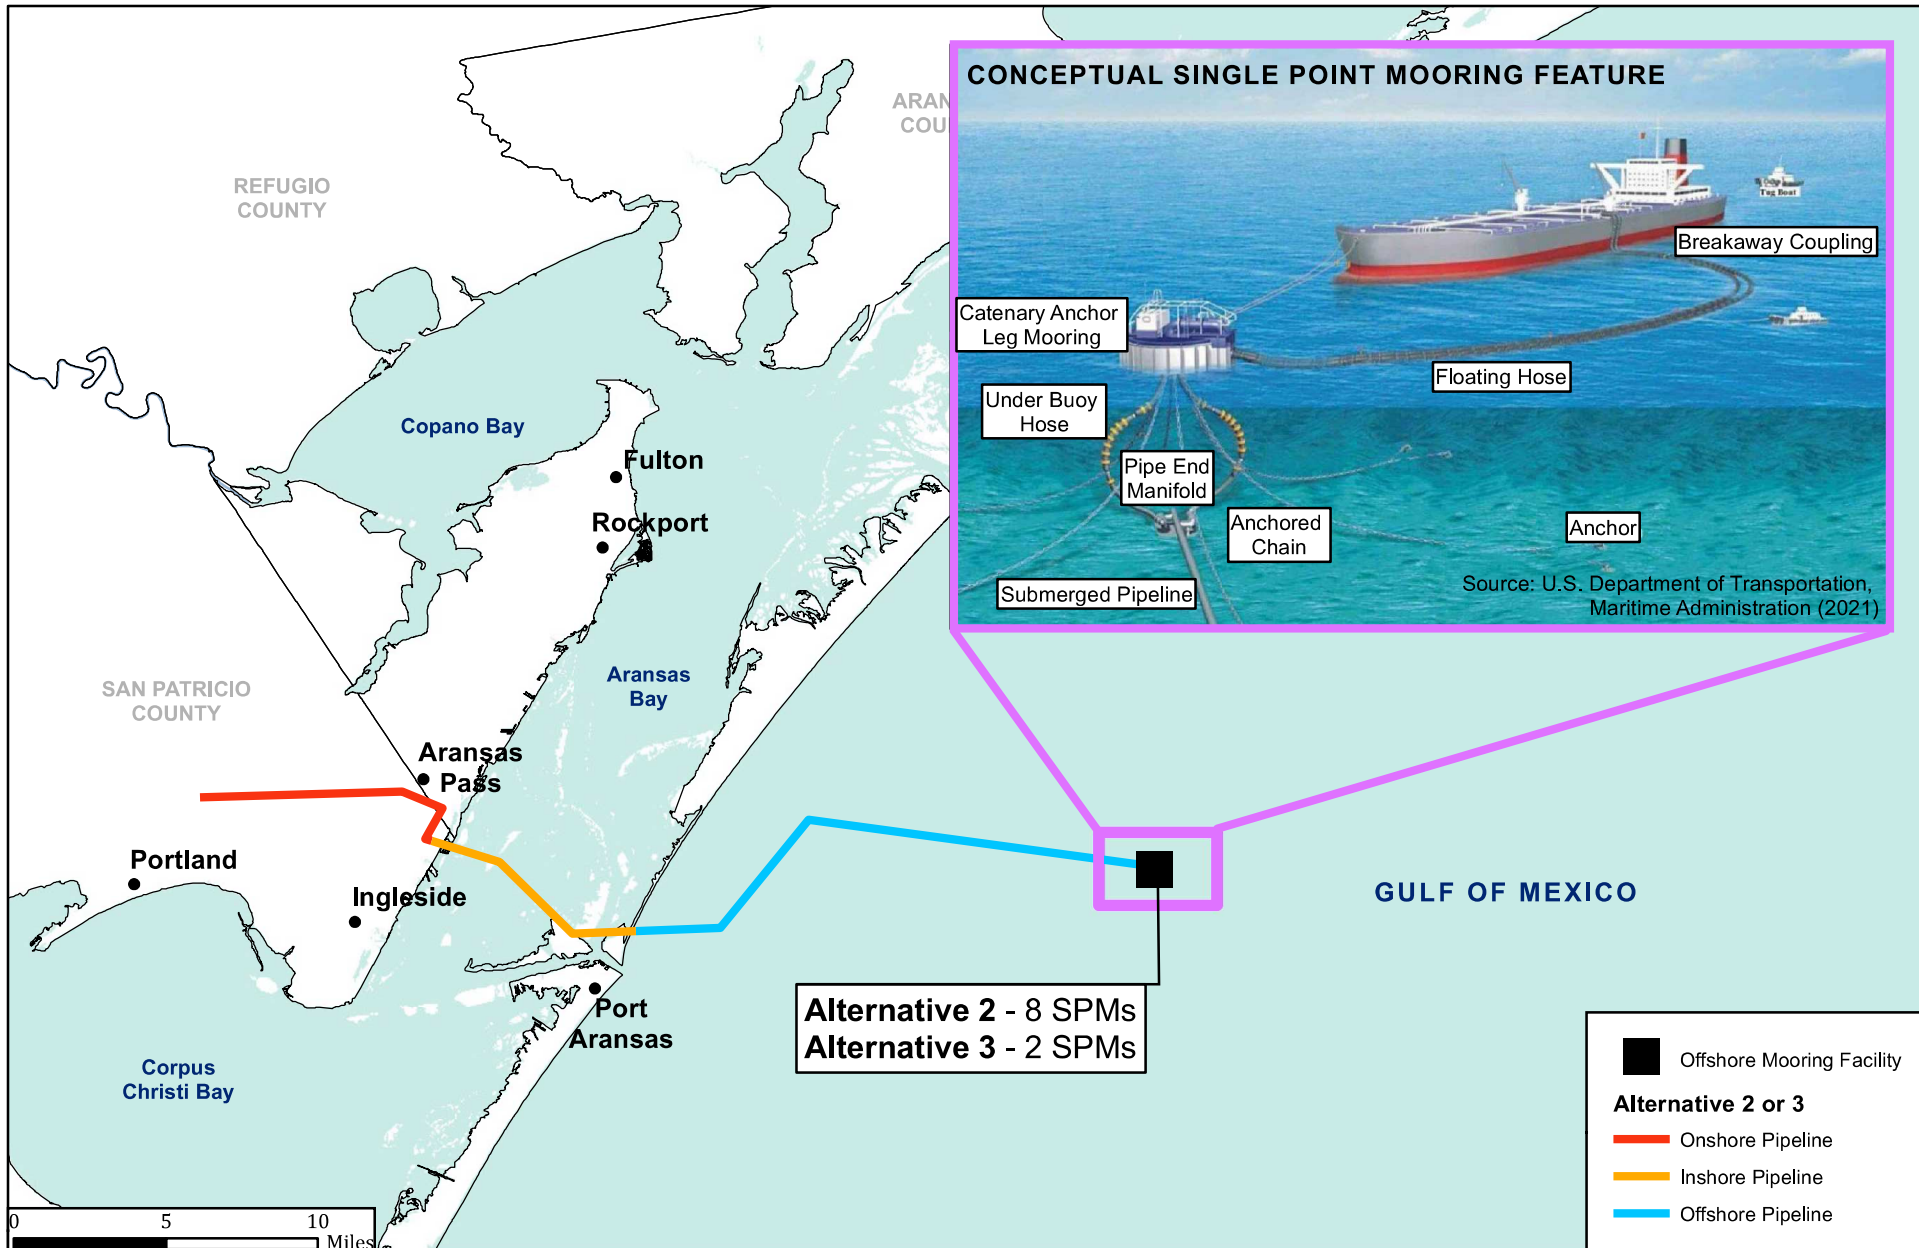 CONCEPTUAL SINGLE POINT MOORING FEATURE
ARAN
COU
REFUGIO
COUNTY
Tug Boat
Breakaway Coupling
Catenary Anchor
Leg Mooring
Floating Hose
Under Buoy
Hose
Copano Bay
Fulton
Pipe End
Manifold
Rockport
Anchored
Chain
Anchor
Source: U.S. Department of Transportation,
Maritime Administration (2021)
Submerged Pipeline
Aransas
Bay
SAN PATRICIO
COUNTY
Aransas
Pass
Portland
Ingleside
GULF OF MEXICO
Port
Aransas
Alternative 2 - 8 SPMs
Alternative 3 - 2 SPMs
Corpus
Christi Bay
Offshore Mooring Facility
Alternative 2 or 3
Onshore Pipeline
Inshore Pipeline
Offshore Pipeline
0 5 10
Miles